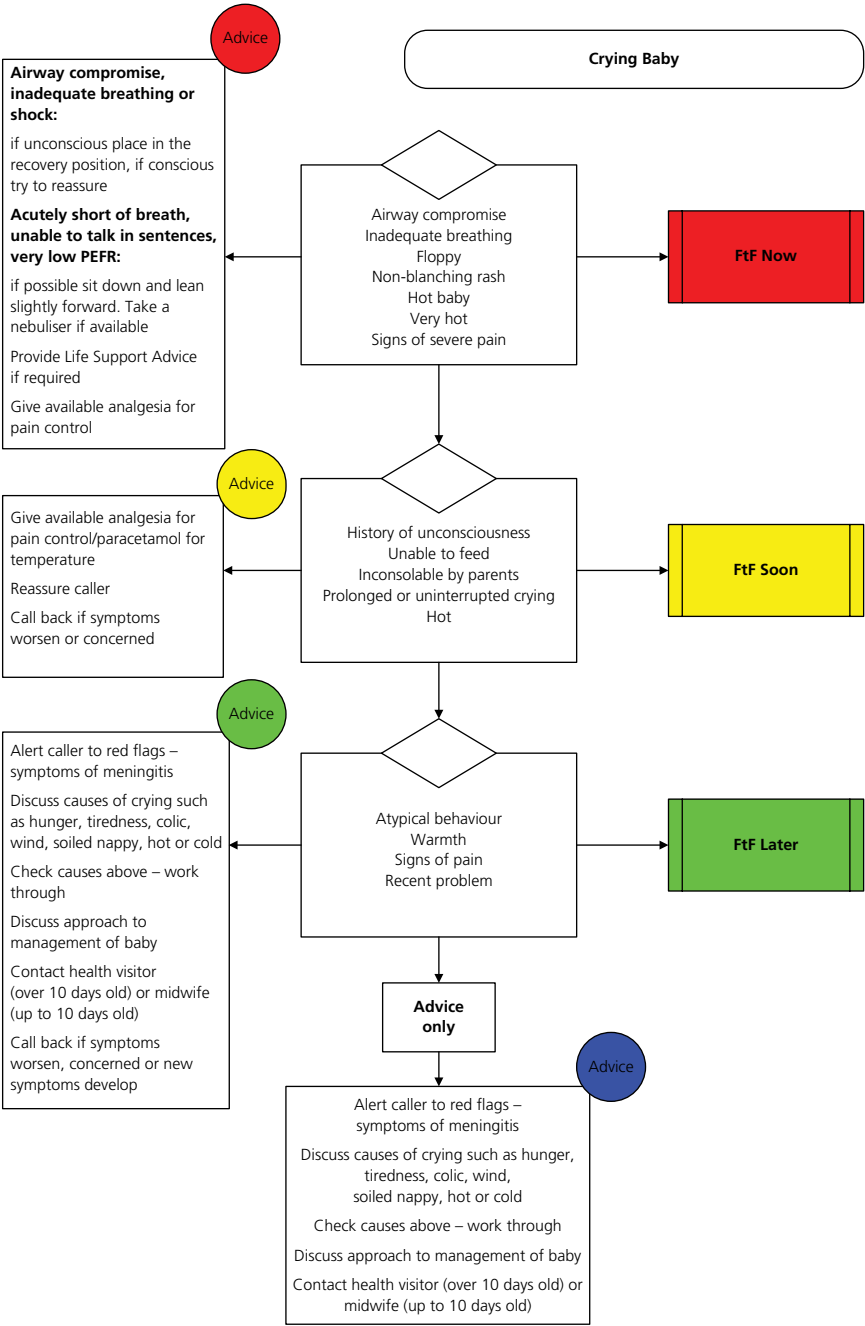 Crying Baby
Advice
Airway compromise,
inadequate breathing or
shock:
if unconscious place in the
recovery position, if conscious
try to reassure
Acutely short of breath,
unable to talk in sentences,
very low PEFR:
if possible sit down and lean
slightly forward. Take a
nebuliser if available
Provide Life Support Advice
if required
Give available analgesia for
pain control
Airway compromise
Inadequate breathing
Floppy
Non-blanching rash
Hot baby
Very hot
Signs of severe pain
FtF Now
Advice
Give available analgesia for
pain control/paracetamol for
temperature
Reassure caller
Call back if symptoms
worsen or concerned
History of unconsciousness
Unable to feed
Inconsolable by parents
Prolonged or uninterrupted crying
Hot
FtF Soon
Advice
Alert caller to red flags –
symptoms of meningitis
Discuss causes of crying such
as hunger, tiredness, colic,
wind, soiled nappy, hot or cold
Check causes above – work
through
Discuss approach to
management of baby
Contact health visitor
(over 10 days old) or midwife
(up to 10 days old)
Call back if symptoms
worsen, concerned or new
symptoms develop
Atypical behaviour
Warmth
Signs of pain
Recent problem
FtF Later
Advice
only
Advice
Alert caller to red flags –
symptoms of meningitis
Discuss causes of crying such as hunger,
tiredness, colic, wind,
soiled nappy, hot or cold
Check causes above – work through
Discuss approach to management of baby
Contact health visitor (over 10 days old) or
midwife (up to 10 days old)